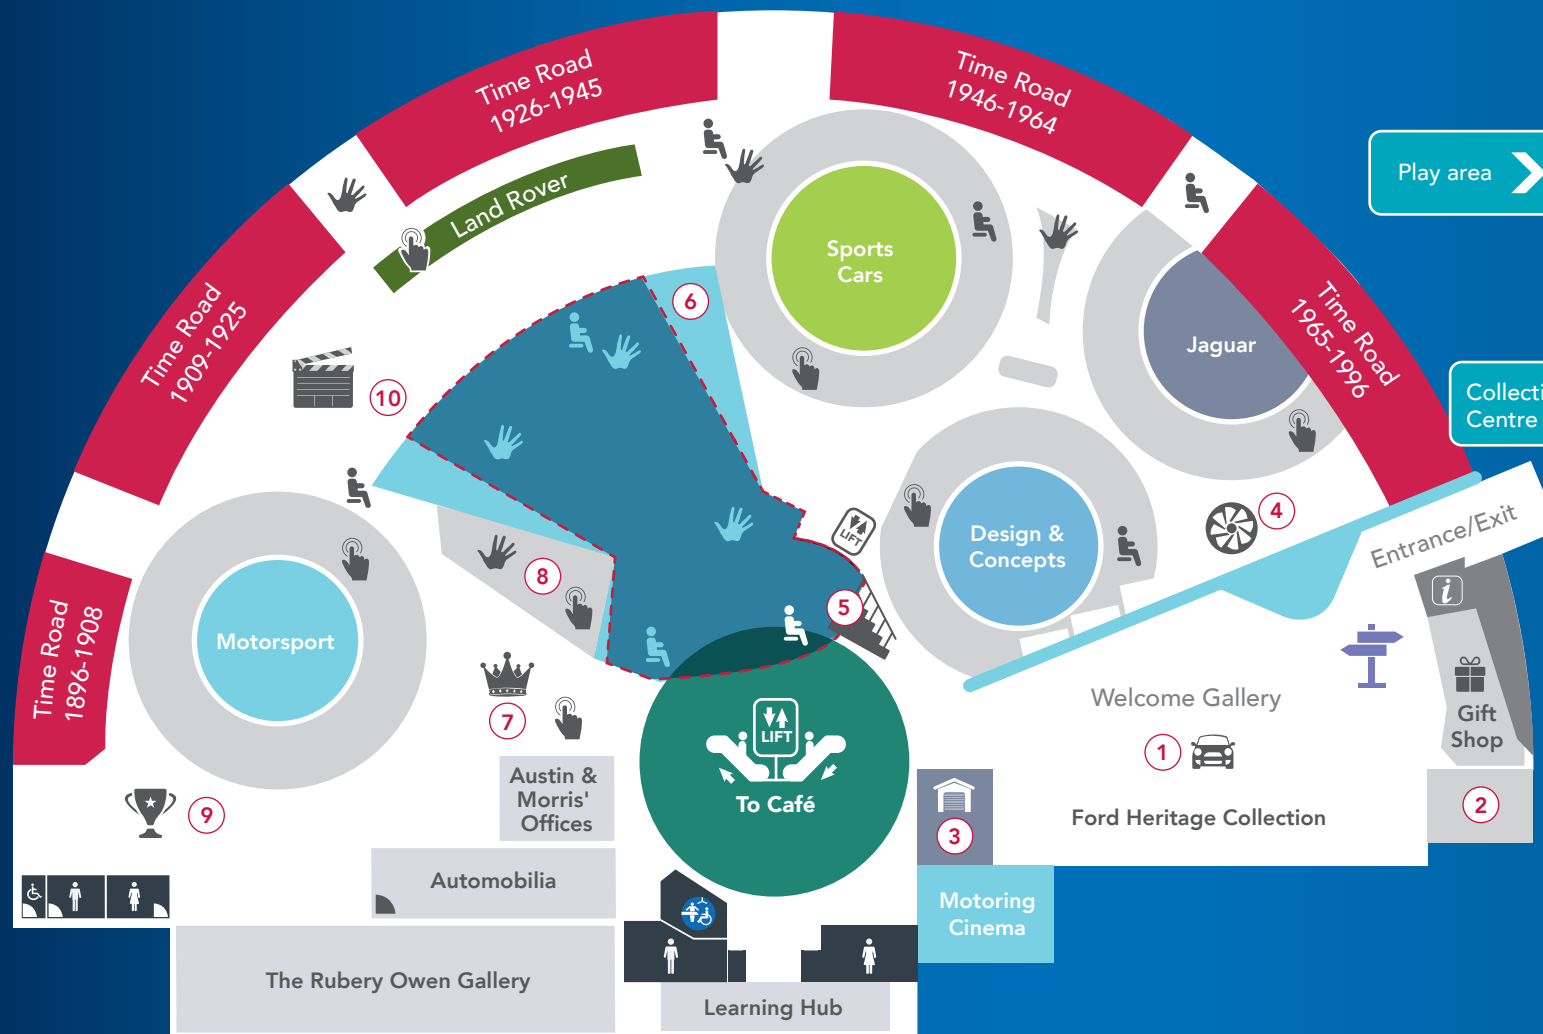 Time Road
1926-1945
Time Road
1946-1964
Play area
Land Rover
Sports
Cars
6
Time Road
1909-1925
Time Road
1965-1996
Jaguar
10
Collecti
Centre
4
LIFT
Entrance/Exit
Design &
Concepts
8
5
i
Time Road
1896-1908
Motorsport
Welcome Gallery
7
LIFT
Gift
Shop
1
Austin &
Morris'
Offices
To Café
9
3
Ford Heritage Collection
2
Automobilia
Motoring
Cinema
The Rubery Owen Gallery
Learning Hub